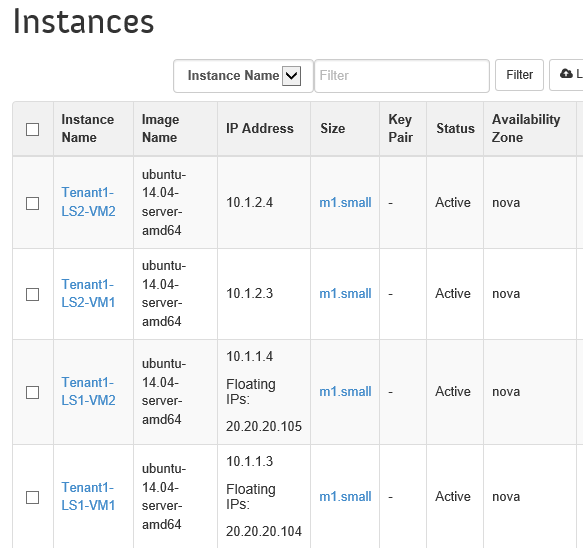 Instances
Instance Name Filter Filter L
Instance Name Image Name IP Address Size Key Pair Status Availability Zone
Tenant1-LS2-VM2 ubuntu-14.04-server-amd64 10.1.2.4 m1.small - Active nova
Tenant1-LS2-VM1 ubuntu-14.04-server-amd64 10.1.2.3 m1.small - Active nova
Tenant1-LS1-VM2 ubuntu-14.04-server-amd64 10.1.1.4 Floating IPs: 20.20.20.105 m1.small - Active nova
Tenant1-LS1-VM1 ubuntu-14.04-server-amd64 10.1.1.3 Floating IPs: 20.20.20.104 m1.small - Active nova